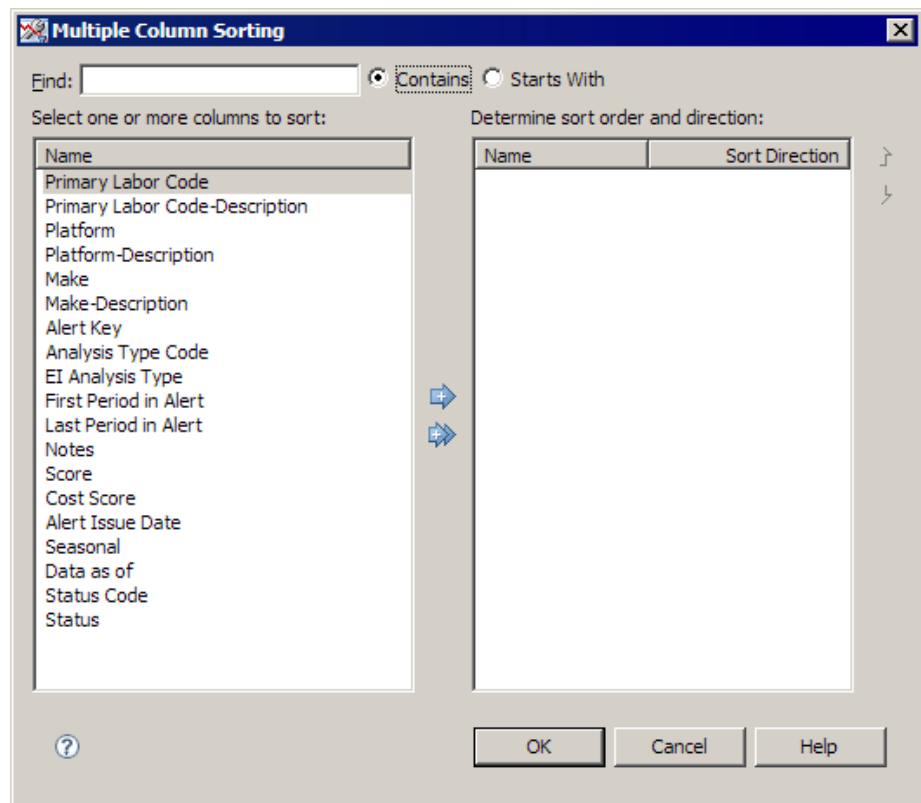 Multiple Column Sorting
Find: Contains Starts With
Select one or more columns to sort: Determine sort order and direction:
Name Name Sort Direction
Primary Labor Code
Primary Labor Code-Description
Platform
Platform-Description
Make
Make-Description
Alert Key
Analysis Type Code
EI Analysis Type
First Period in Alert
Last Period in Alert
Notes
Score
Cost Score
Alert Issue Date
Seasonal
Data as of
Status Code
Status
? OK Cancel Help